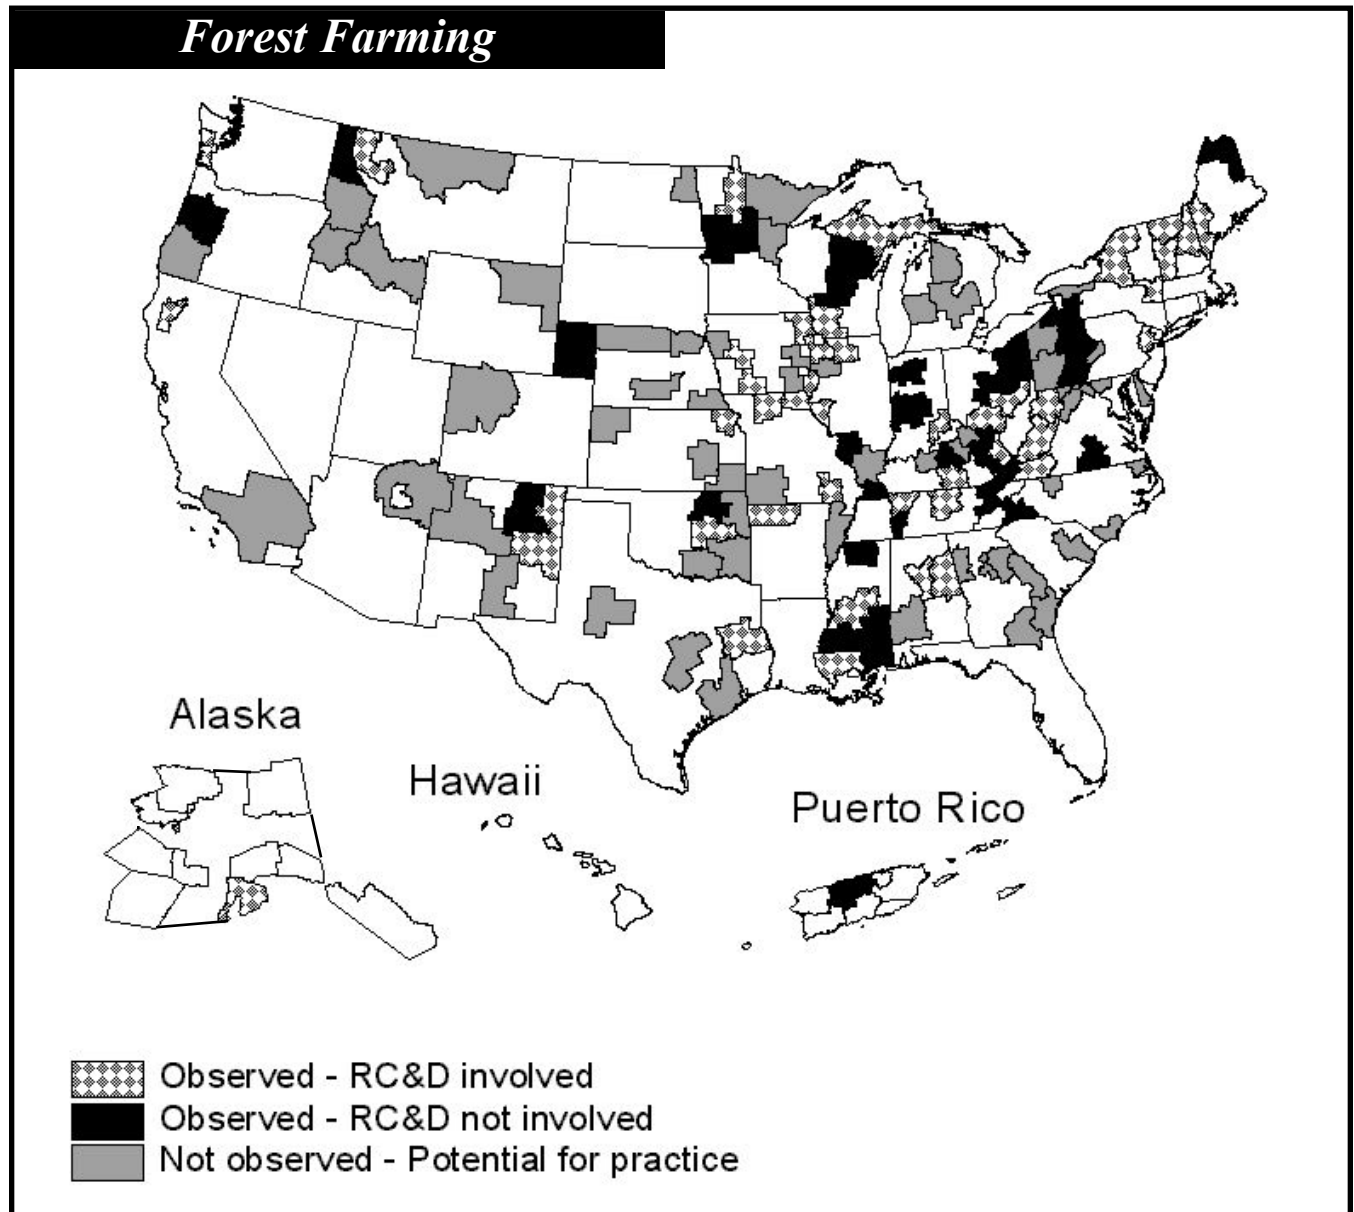 Forest Farming
Alaska
Hawaii
Puerto Rico
Observed - RC&D involved
Observed - RC&D not involved
Not observed - Potential for practice